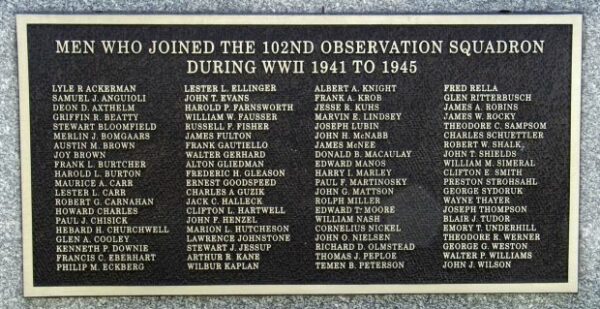 MEN WHO JOINED THE 102ND OBSERVATION SQUADRON
DURING WWII 1941 TO 1945
LYLE R ACKERMAN
SAMUEL J. ANGUIOLI
DEON D. AXTHELM
GRIFFIN R. BEATTY
STEWART BLOOMFIELD
MERLIN J. BOMGAARS
AUSTIN M. BROWN
JOY BROWN
FRANK L. BURTCHER
HAROLD L. BURTON
MAURICE A. CARR
LESTER L. CARR
ROBERT G. CARNAHAN
HOWARD CHARLES
PAUL J. CHISICK
HEBARD H. CHURCHWELL
GLEN A. COOLEY
KENNETH P. DOWNIE
FRANCIS C. EBERHART
PHILIP M. ECKBERG
LESTER L. ELLINGER
JOHN T. EVANS
HAROLD P. FARNSWORTH
WILLIAM W. FAUSSER
RUSSELL F. FISHER
JAMES FULTON
FRANK GAUTIELLO
WALTER GERHARD
ALTON GLIEDMAN
FREDERIC H. GLEASON
ERNEST GOODSPEED
CHARLES A GUZIK
JACK C. HALLECK
CLIFTON L. HARTWELL
JOHN F. HENZEL
MARION L. HUTCHESON
LAWRENCE JOHNSTONE
STEWART J. JESSUP
ARTHUR R. KANE
WILBUR KAPLAN
ALBERT A. KNIGHT
FRANK A. KROB
JESSE R. KUHS
MARVIN E. LINDSEY
JOSEPH LUBIN
JOHN H. McNABB
JAMES McNEE
DONALD B. MACAULAY
EDWARD MANOS
HARRY I. MARLEY
PAUL F. MARTINOSKY
JOHN G. MATTSON
ROLPH MILLER
EDWARD T. MOORE
WILLIAM NASH
CORNELIUS NICKEL
JOHN O NIELSEN
RICHARD D. OLMSTEAD
THOMAS J. PEPLOE
TEMEN B. PETERSON
FRED RELLA
GLEN RITTERBUSCH
JAMES A. ROBINS
JAMES W. ROCKY
THEODORE C. SAMPSOM
CHARLES SCHUETTLER
ROBERT W. SHALK
JOHN T. SHIELDS
WILLIAM M. SIMERAL
CLIFTON E. SMITH
PRESTON STROHSAHL
GEORGE SYDORUK
WAYNE THAYER
JOSEPH THOMPSON
BLAIR J. TUDOR
EMORY T. UNDERHILL
THEODORE R. WERNER
GEORGE G. WESTON
WALTER P. WILLIAMS
JOHN J. WILSON